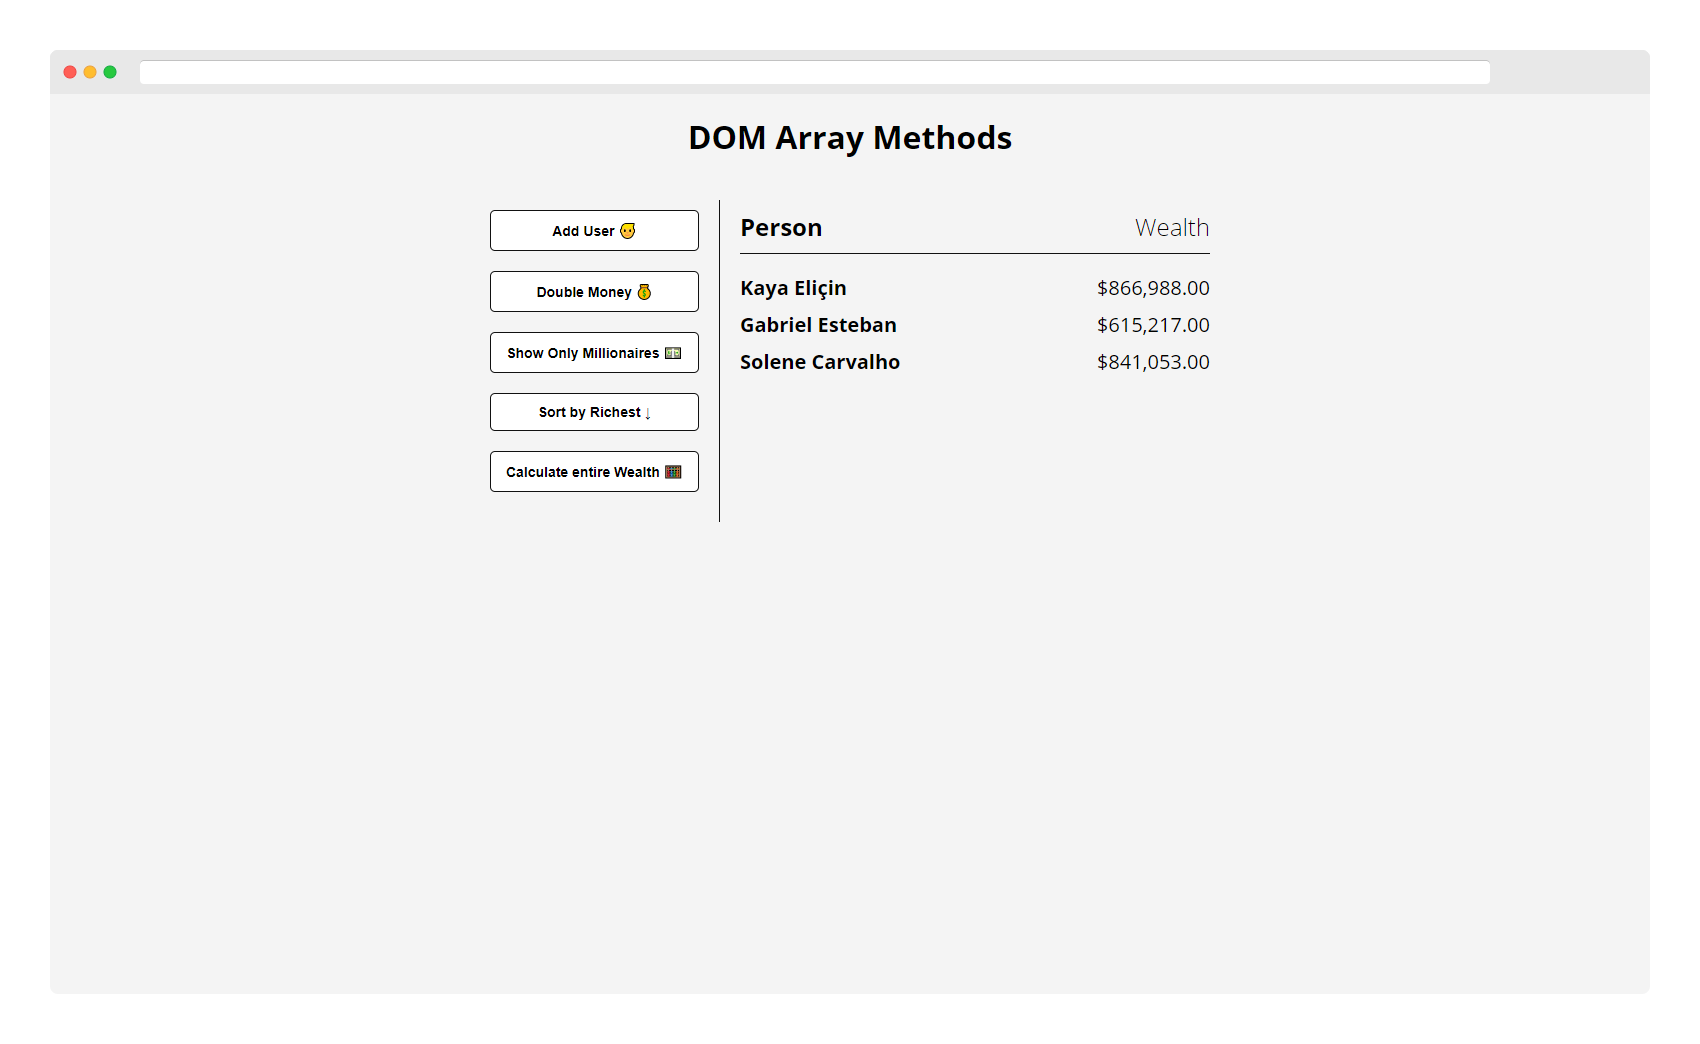 DOM Array Methods
Add User 👱
Double Money 💰
Show Only Millionaires 💵
Sort by Richest ↓
Calculate entire Wealth 🧮
Person Wealth
Kaya Eliçin $866,988.00
Gabriel Esteban $615,217.00
Solene Carvalho $841,053.00